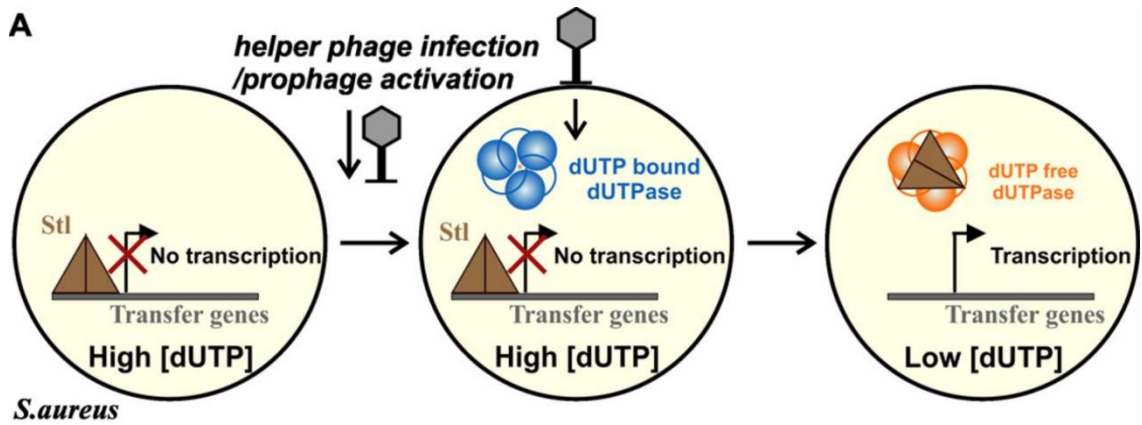 A
helper phage infection
/prophage activation
Stl
No transcription
Transfer genes
High [dUTP]
dUTP bound
dUTPase
Stl
No transcription
Transfer genes
High [dUTP]
dUTP free
dUTPase
Transcription
Transfer genes
Low [dUTP]
S.aureus